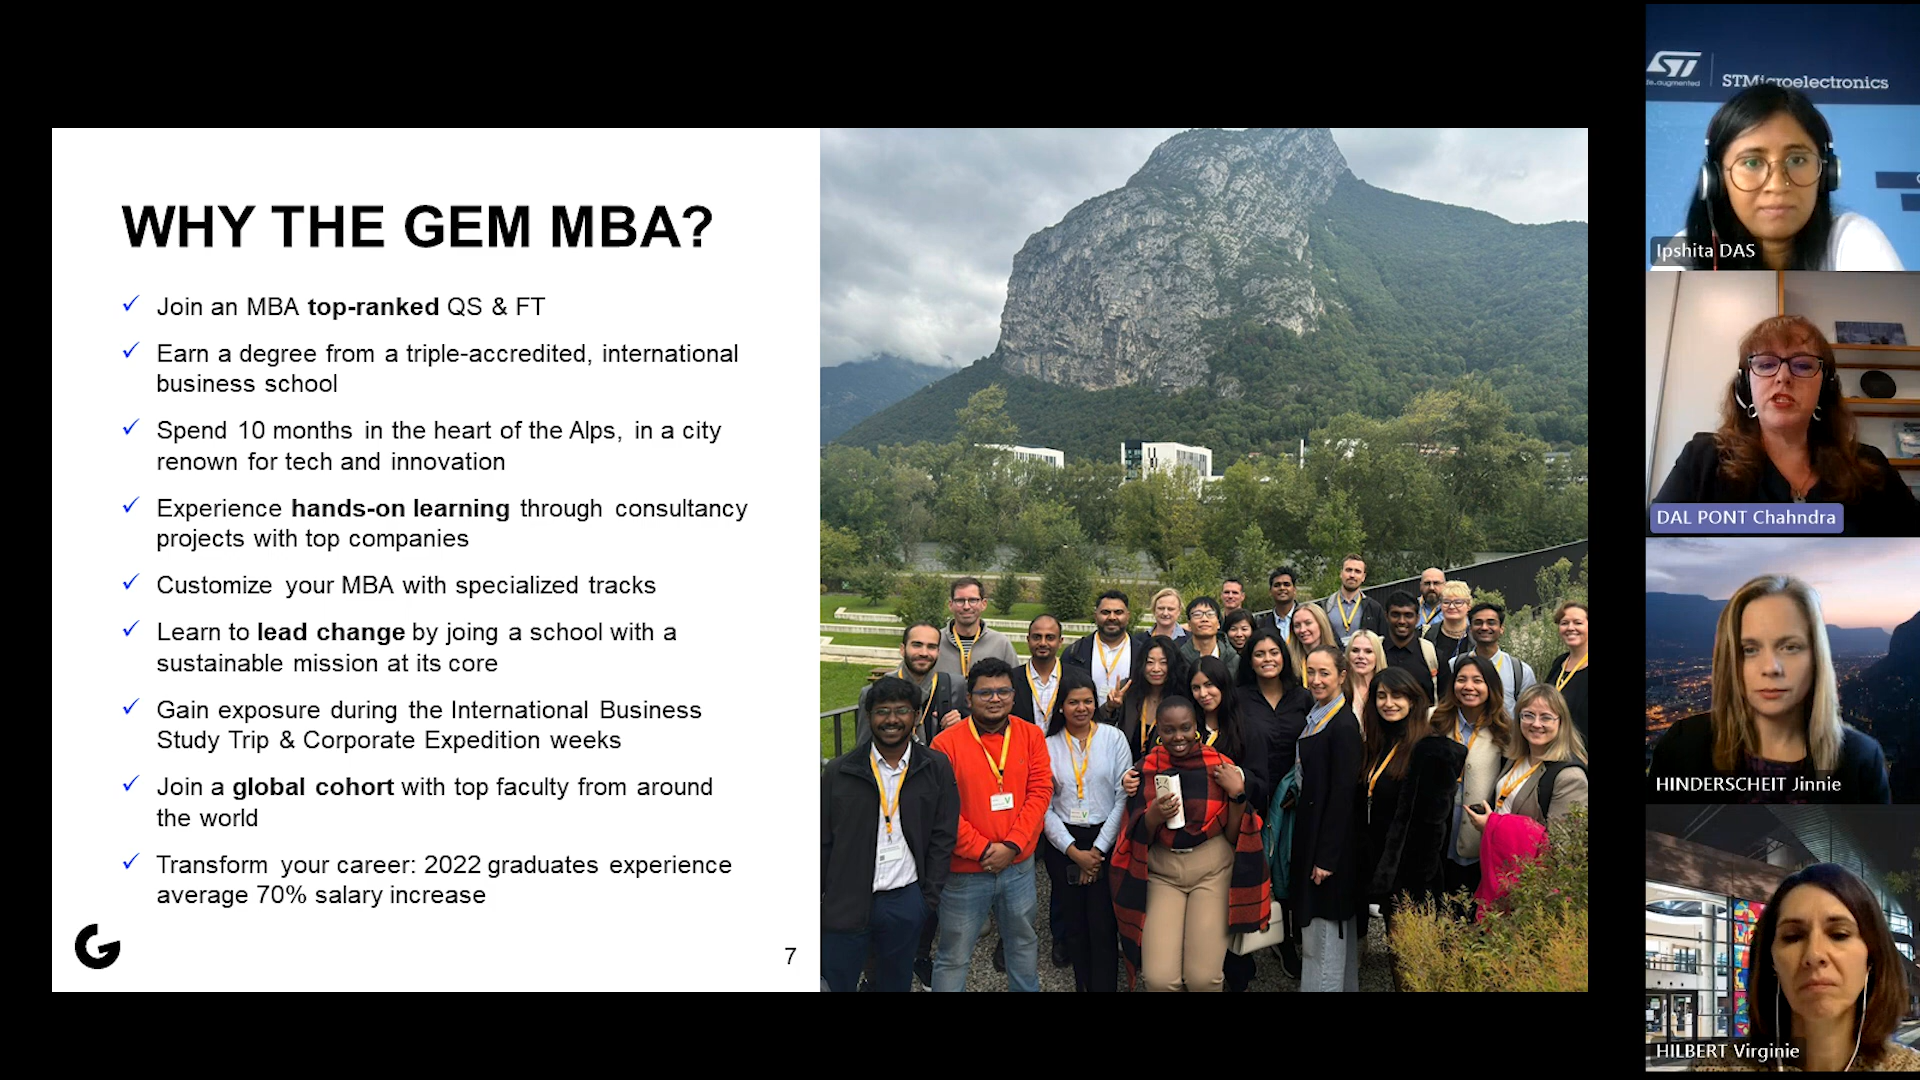 WHY THE GEM MBA?
Join an MBA top-ranked QS & FT
Earn a degree from a triple-accredited, international
business school
Spend 10 months in the heart of the Alps, in a city
renown for tech and innovation
Experience hands-on learning through consultancy
projects with top companies
Customize your MBA with specialized tracks
Learn to lead change by joing a school with a
sustainable mission at its core
Gain exposure during the International Business
Study Trip & Corporate Expedition weeks
Join a global cohort with top faculty from around
the world
Transform your career: 2022 graduates experience
average 70% salary increase
7
ST
augmented
STMicroelectronics
Ipshita DAS
DAL PONT Chahndra
HINDERSCHEIT Jinnie
HILBERT Virginie